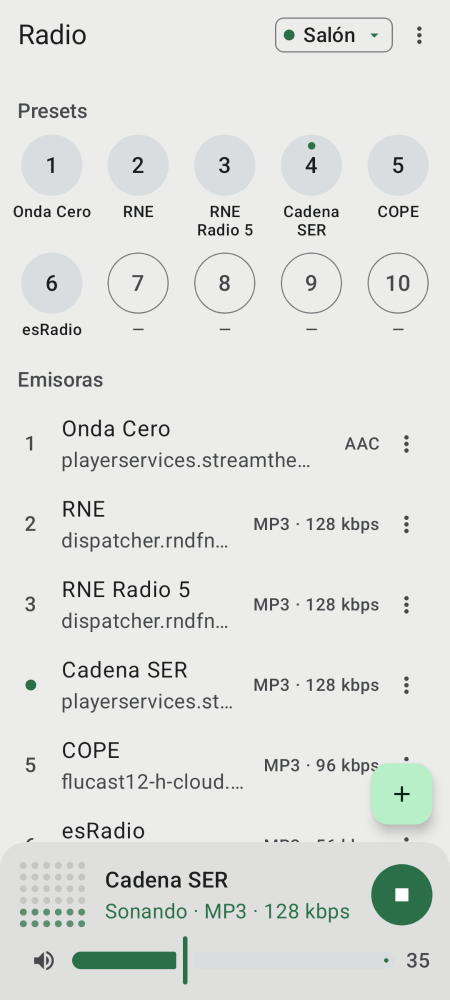 Radio
Salón
Presets
1 2 3 4 5
Onda Cero RNE RNE Radio 5 Cadena SER COPE
6 7 8 9 10
esRadio – – – –
Emisoras
1 Onda Cero AAC
playerservices.streamthe...
2 RNE MP3 · 128 kbps
dispatcher.rndfn...
3 RNE Radio 5 MP3 · 128 kbps
dispatcher.rndfn...
Cadena SER MP3 · 128 kbps
playerservices.st...
5 COPE MP3 · 96 kbps
flucast12-h-cloud....
esRadio
Cadena SER
Sonando · MP3 · 128 kbps
35